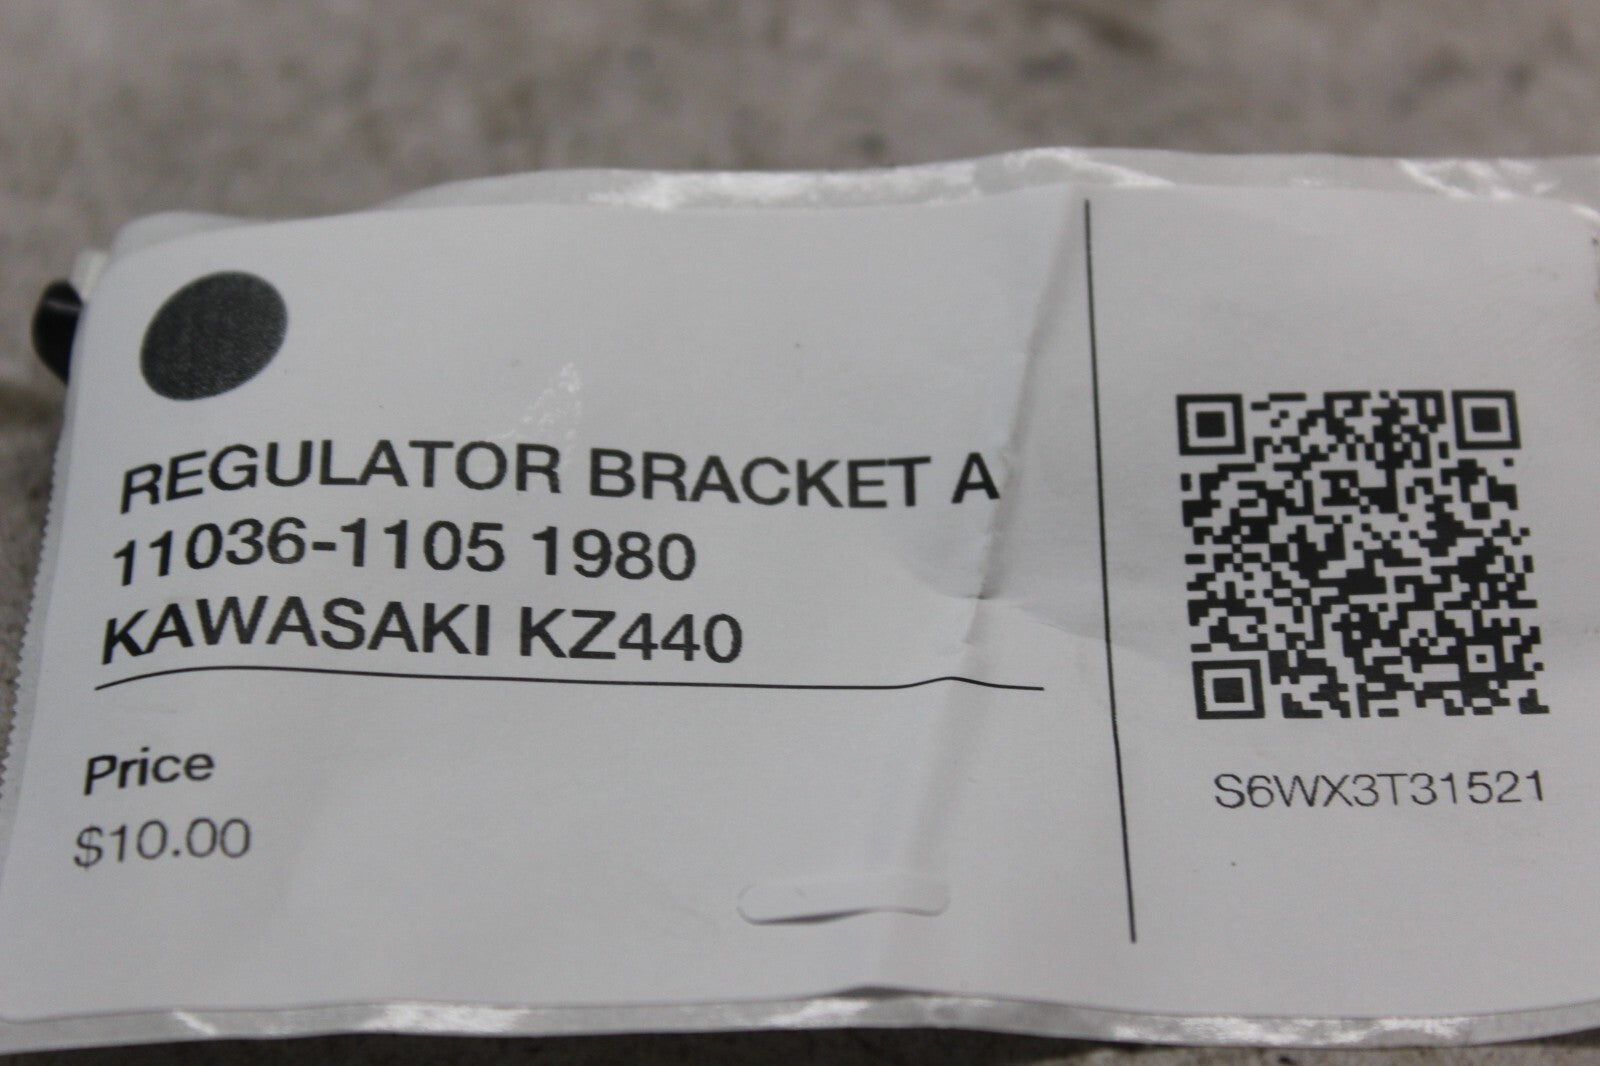 REGULATOR BRACKET A
11036-1105 1980
KAWASAKI KZ440
Price
$10.00
S6WX3T31521